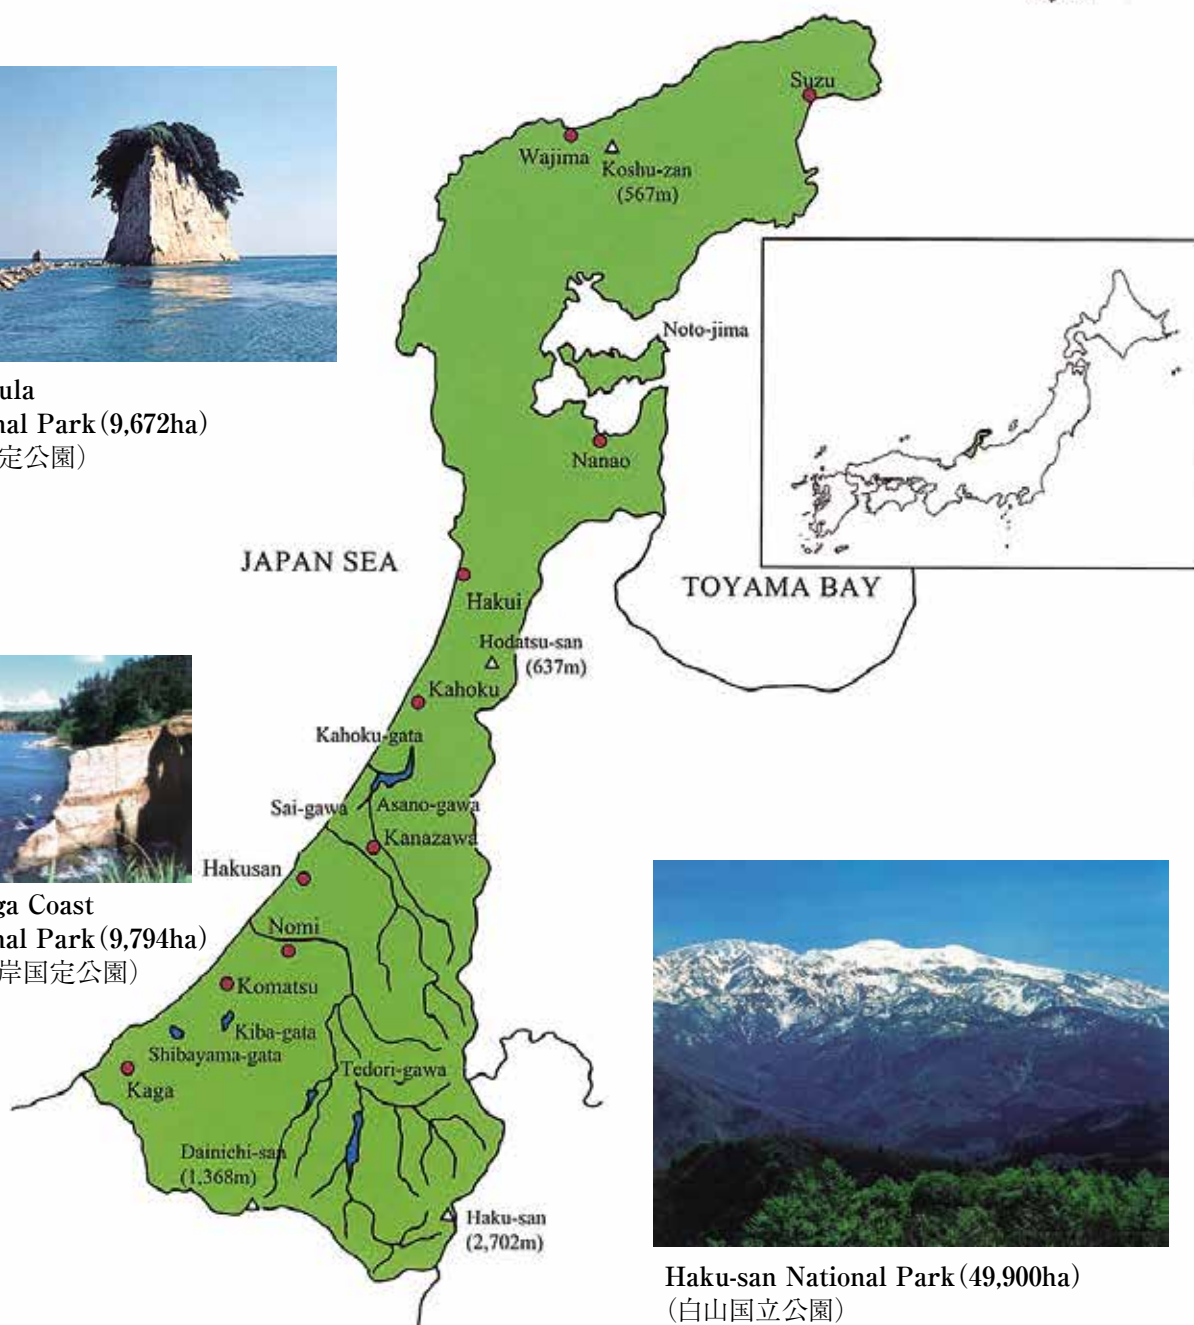 Suzu
Wajima
Koshu-zan
(567m)
Noto-jima
ula
nal Park(9,672ha)
定公園)
Nanao
JAPAN SEA
TOYAMA BAY
Hakui
Hodatsu-san
(637m)
Kahoku
Kahoku-gata
Sai-gawa
Asano-gawa
Kanazawa
Hakusan
ga Coast
nal Park(9,794ha)
岸国定公園)
Nomi
Komatsu
Kiba-gata
Shibayama-gata
Tedori-gawa
Kaga
Dainichi-san
(1,368m)
Haku-san
(2,702m)
Haku-san National Park(49,900ha)
(白山国立公園)